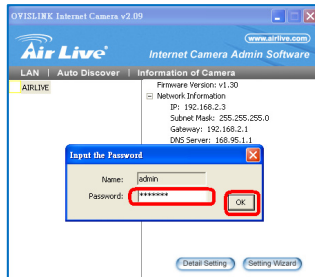 OVISLINK Internet Camera v2.09
www.airlive.com
Air Live
Internet Camera Admin Software
LAN | Auto Discover | Information of Camera
AIRLIVE
Firmware Version: v1.30
Network Information
IP: 192.168.2.3
Subnet Mask: 255.255.255.0
Gateway: 192.168.2.1
DNS Server: 168.95.1.1
Input the Password
Name: admin
Password: *******
OK
Detail Setting
Setting Wizard